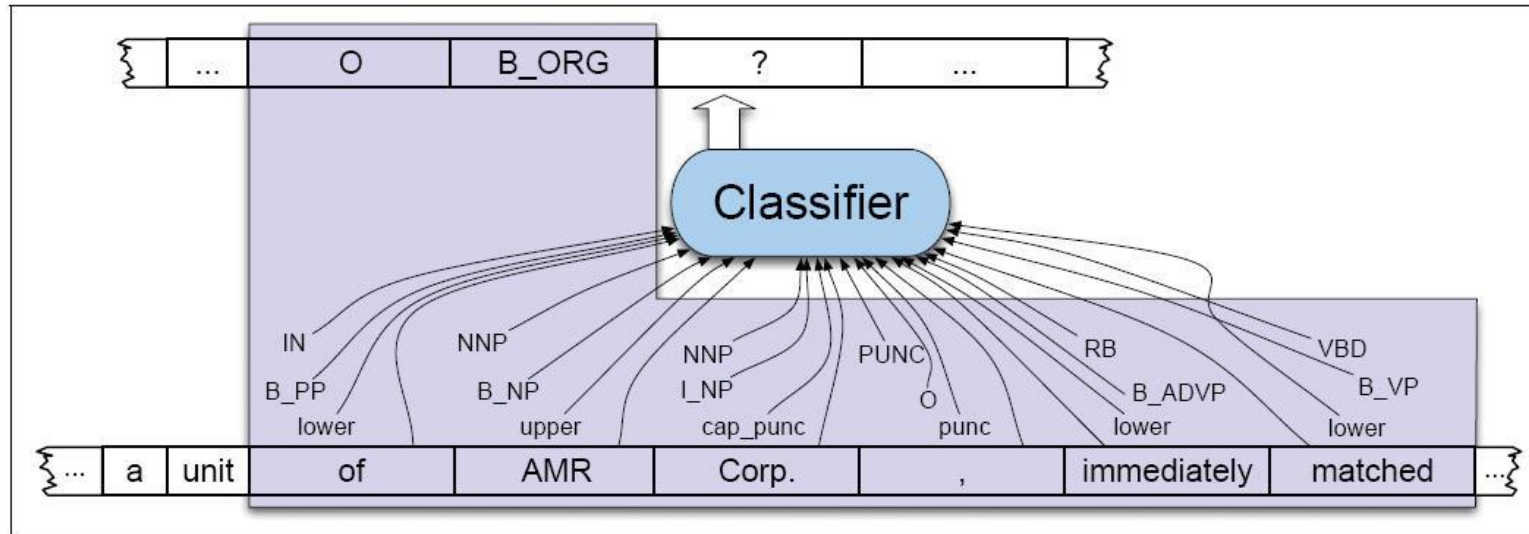 ... O B_ORG ? ...
Classifier
IN NNP NNP PUNC RB VBD
B_PP B_NP I_NP O B_ADVP B_VP
lower upper cap_punc punc lower lower
... a unit of AMR Corp. , immediately matched ...